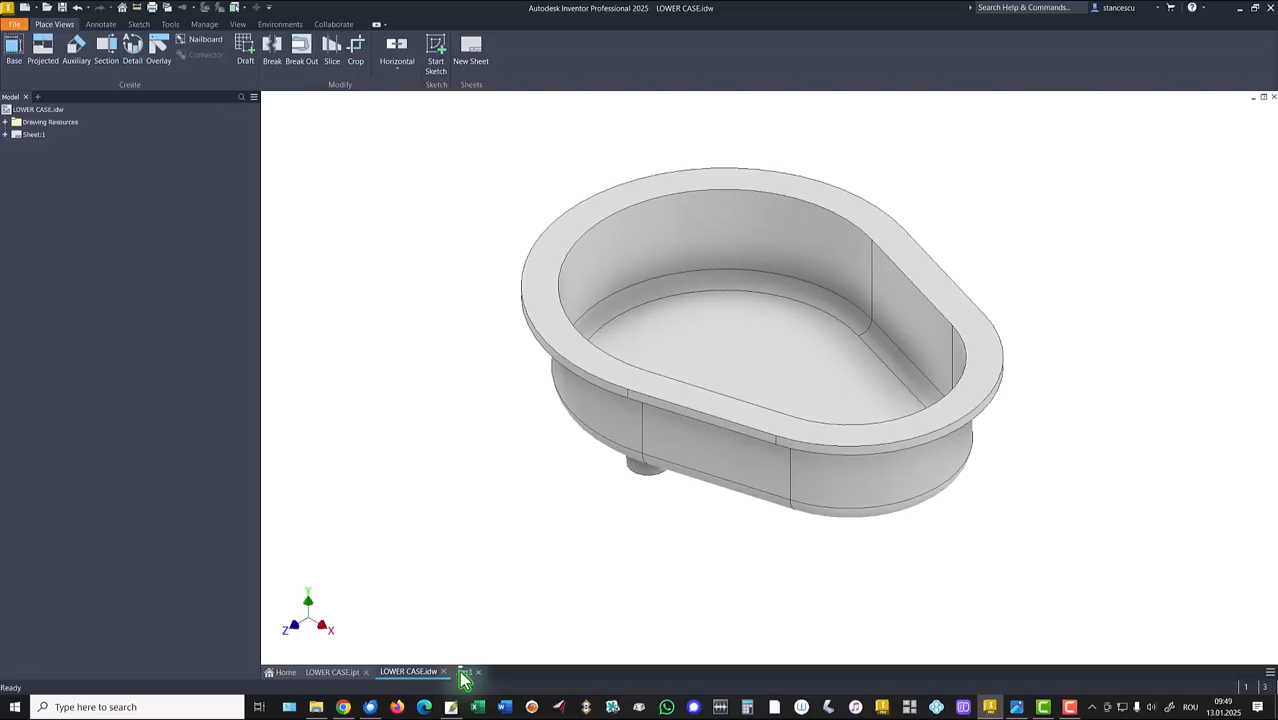 Autodesk Inventor Professional 2025 LOWER CASE.idw
Search Help & Commands...
stancescu
File Place Views Annotate Sketch Tools Manage View Environments Collaborate
Nailboard
Connector
Base Projected Auxiliary Section Detail Overlay Draft Break Break Out Slice Crop Horizontal Start Sketch New Sheet
Create Modify Sketch Sheets
Model
LOWER CASE.idw
Drawing Resources
Sheet:1
Y
Z X
Home LOWER CASE.ipt LOWER CASE.idw
Ready 1 3
Type here to search
ROU
09:49
13.01.2025